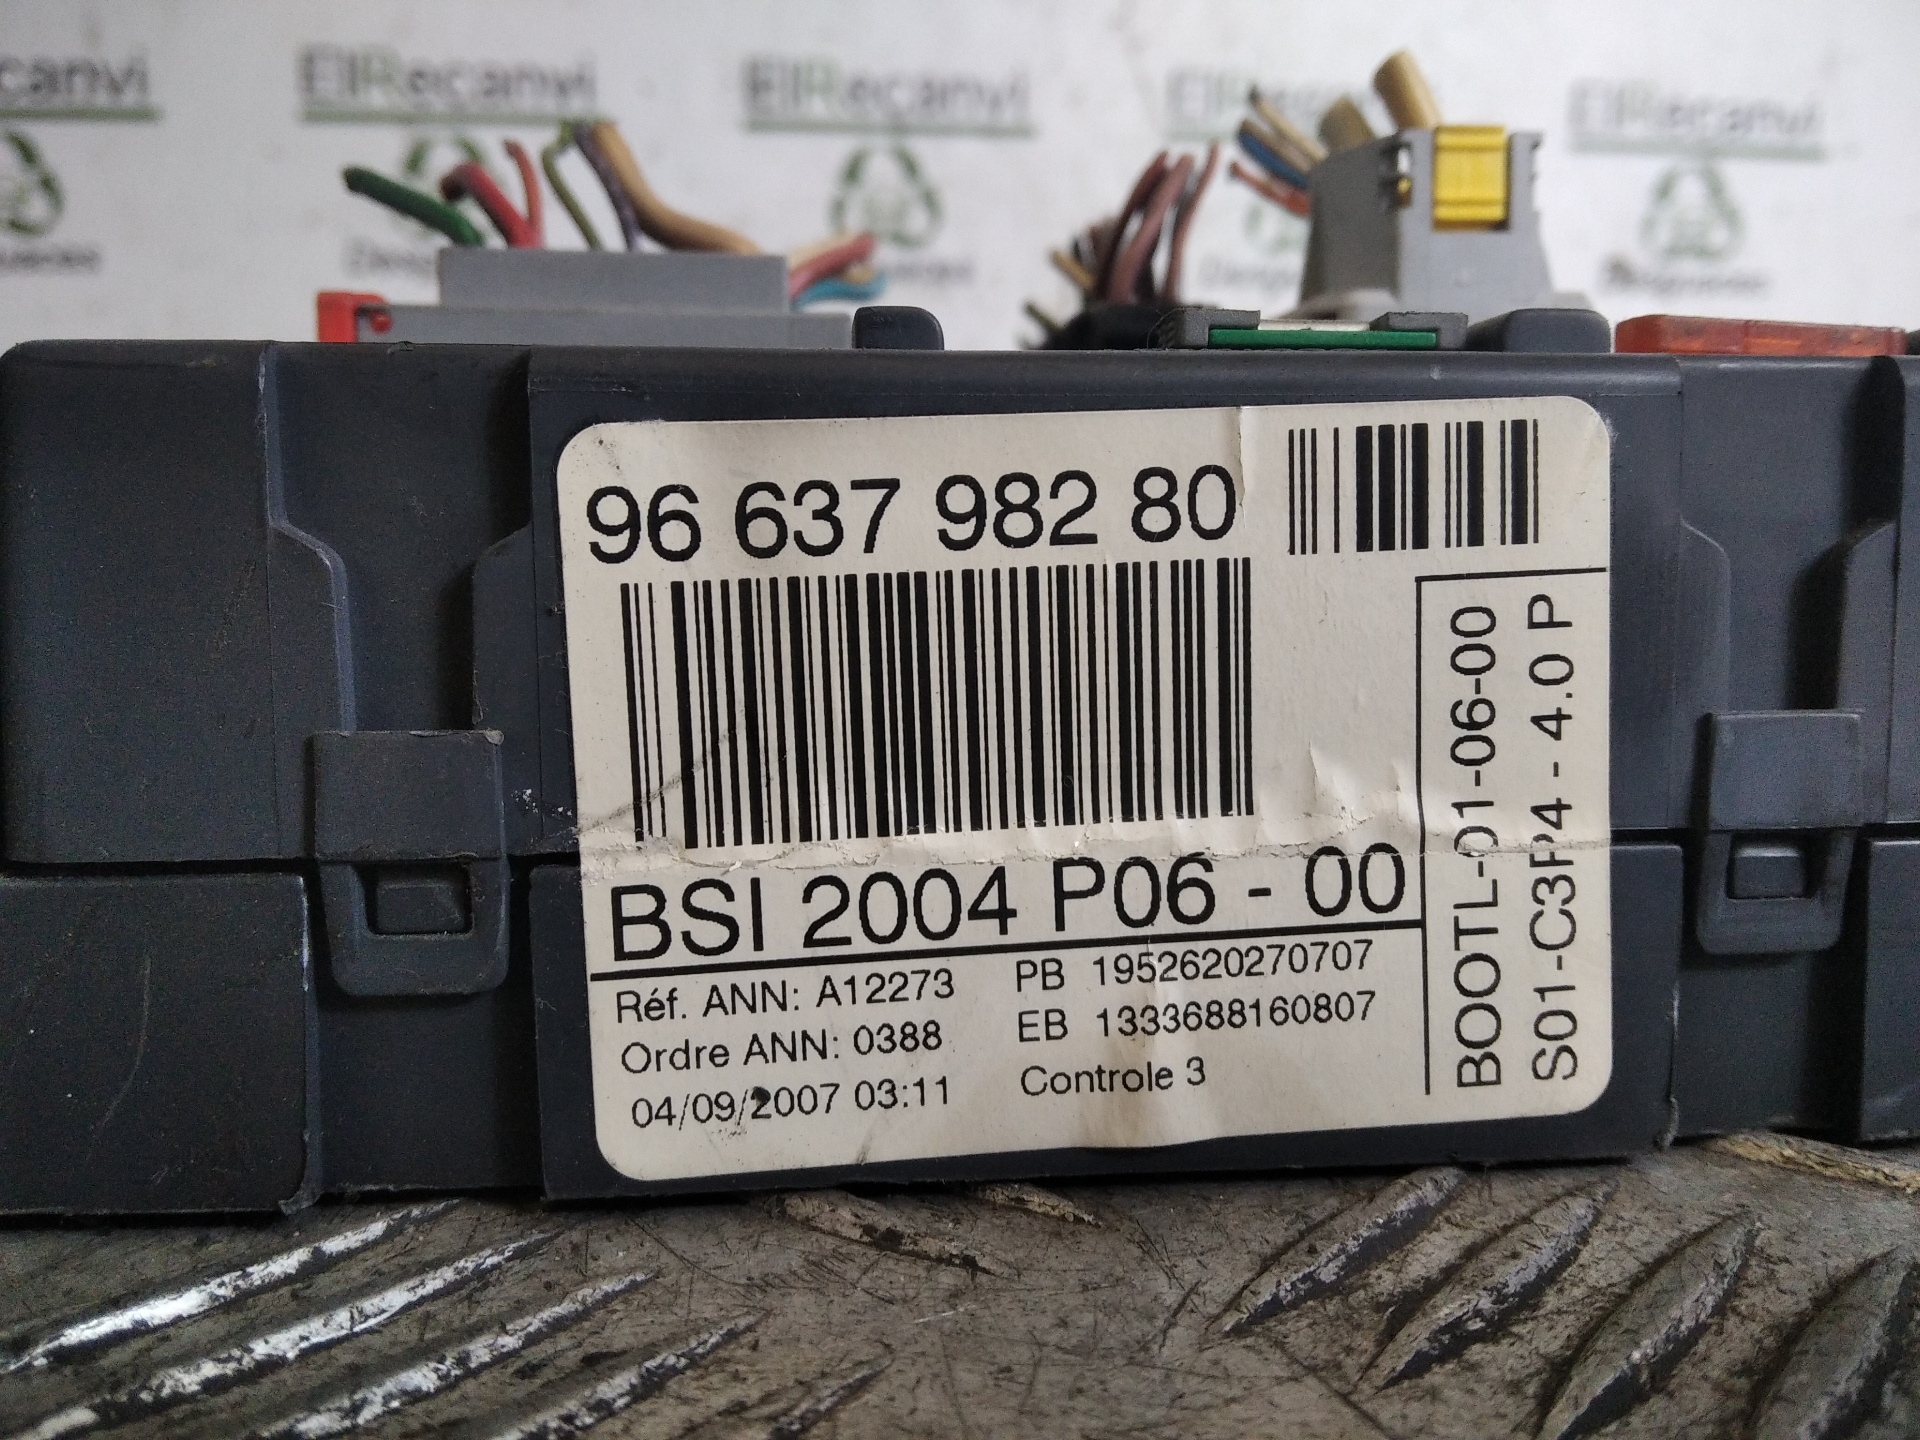 ElRecanvi ElRecanvi ElRecanvi ElRecanvi
96 637 982 80
BSI 2004 P06 - 00
Réf. ANN: A12273 PB 1952620270707
Ordre ANN: 0388 EB 1333688160807
04/09/2007 03:11 Controle 3
BOOTL-01-06-00
S01-C3P4 - 4.0 P